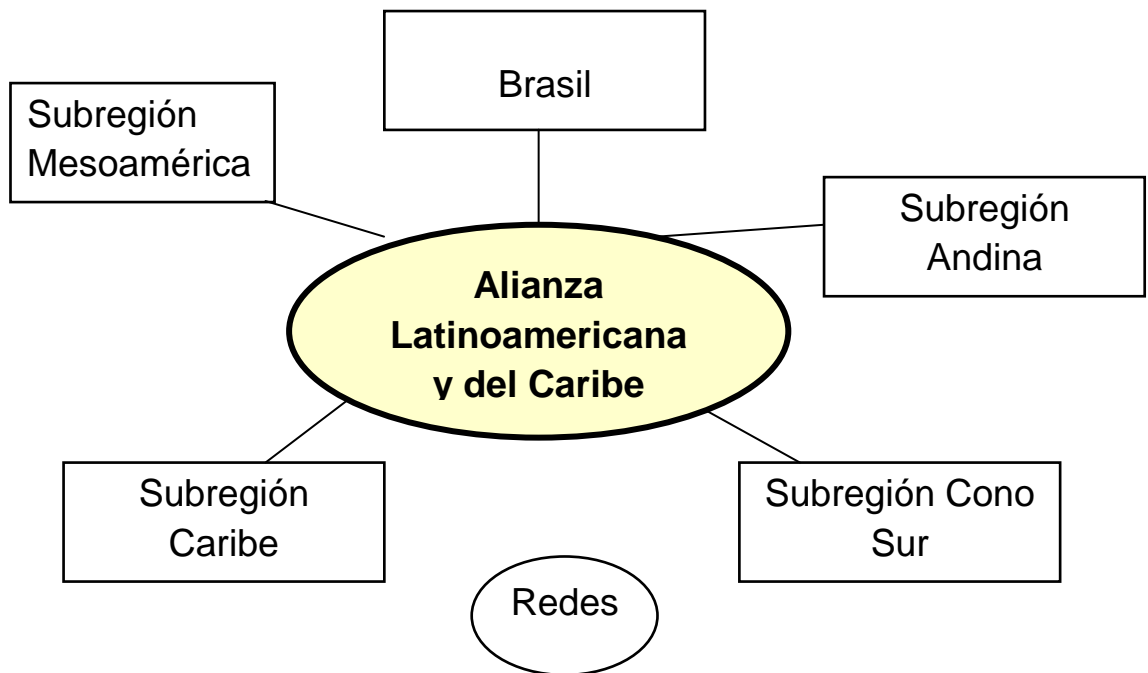 Brasil
Subregión
Mesoamérica
Subregión
Andina
Alianza
Latinoamericana
y del Caribe
Subregión
Caribe
Subregión Cono
Sur
Redes